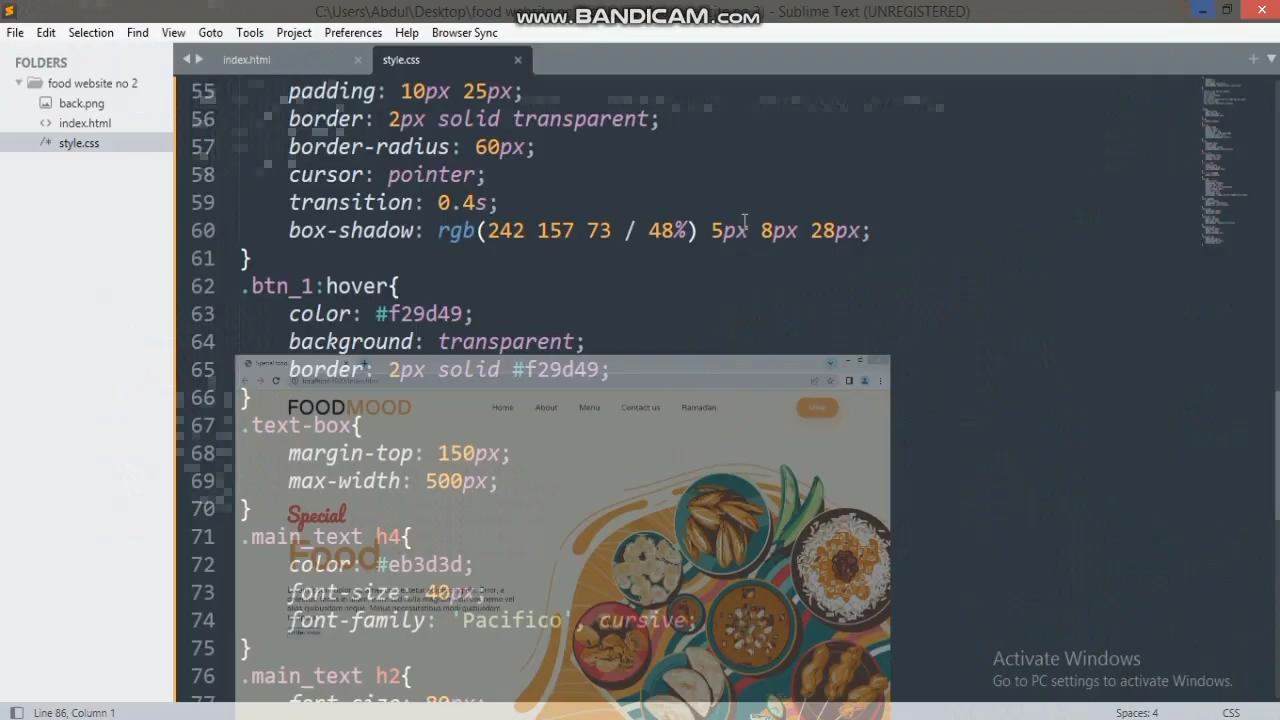 C:\Users\Abdul\Desktop\food website no 2
- Sublime Text (UNREGISTERED)
www.BANDICAM.com
File Edit Selection Find View Goto Tools Project Preferences Help Browser Sync
FOLDERS
food website no 2
back.png
index.html
style.css
index.html
style.css
55 padding: 10px 25px;
56 border: 2px solid transparent;
57 border-radius: 60px;
58 cursor: pointer;
59 transition: 0.4s;
60 box-shadow: rgb(242 157 73 / 48%) 5px 8px 28px;
61 }
62 .btn_1:hover{
63 color: #f29d49;
64 background: transparent;
65 border: 2px solid #f29d49;
66 }
67 .text-box{
68 margin-top: 150px;
69 max-width: 500px;
70 }
71 .main_text h4{
72 color: #eb3d3d;
73 font-size: 40px;
74 font-family: 'Pacifico', cursive;
75 }
76 .main_text h2{
77 font-size: 80px;
FOODMOOD
Home About Menu Contact us Ramadan
Special
Food
Activate Windows
Go to PC settings to activate Windows.
Line 86, Column 1
Spaces: 4
CSS